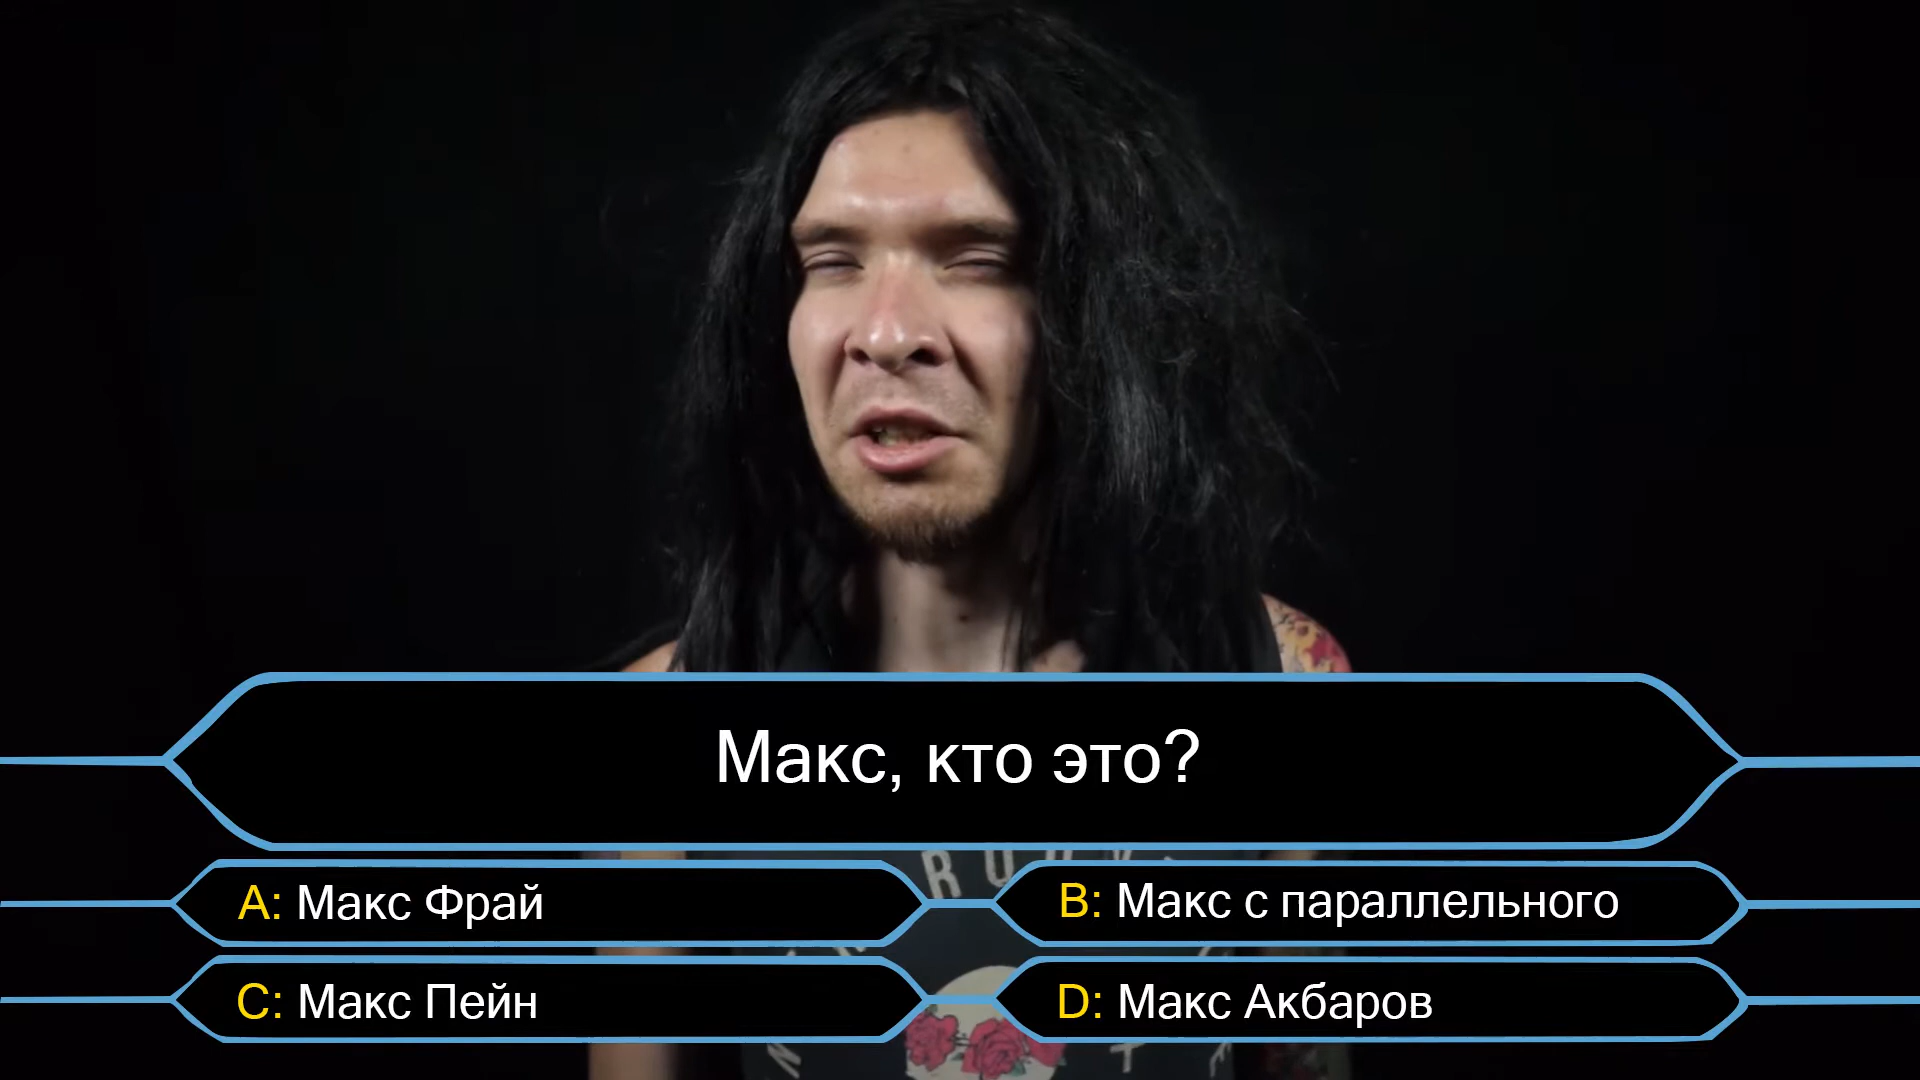 Макс, кто это?
A: Макс Фрай
B: Макс с параллельного
C: Макс Пейн
D: Макс Акбаров